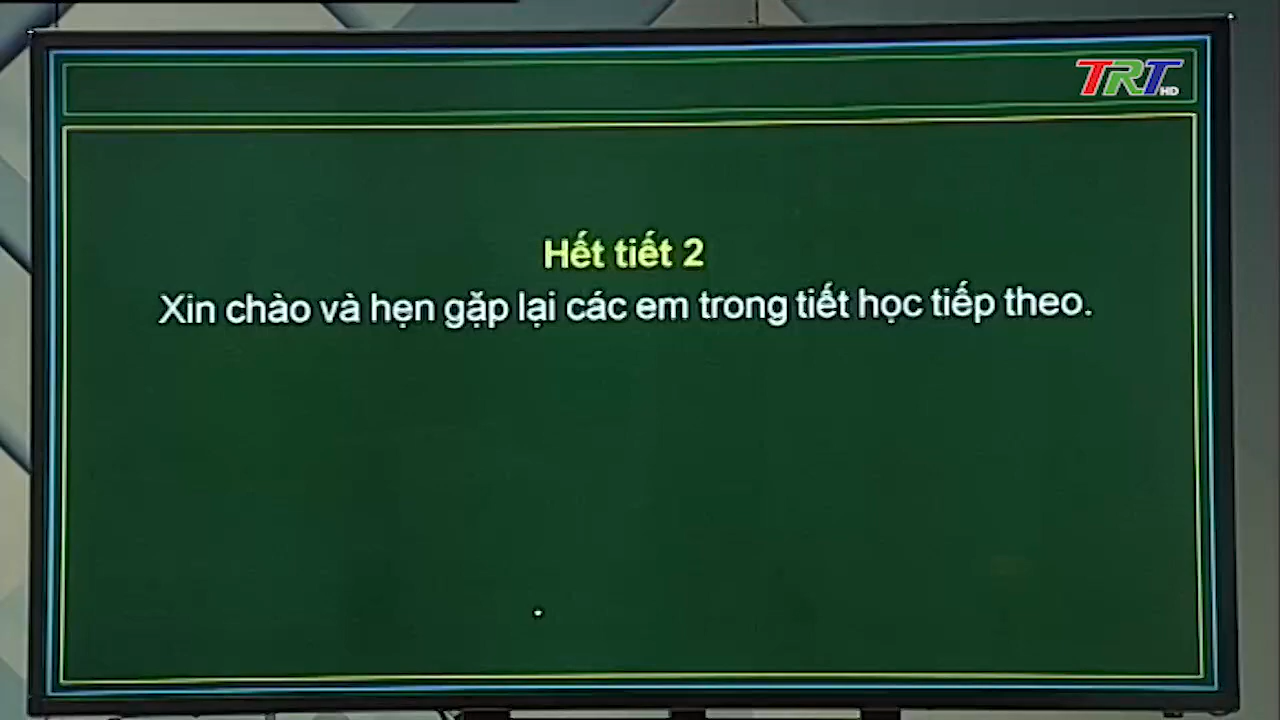 TRT HD
Hết tiết 2
Xin chào và hẹn gặp lại các em trong tiết học tiếp theo.